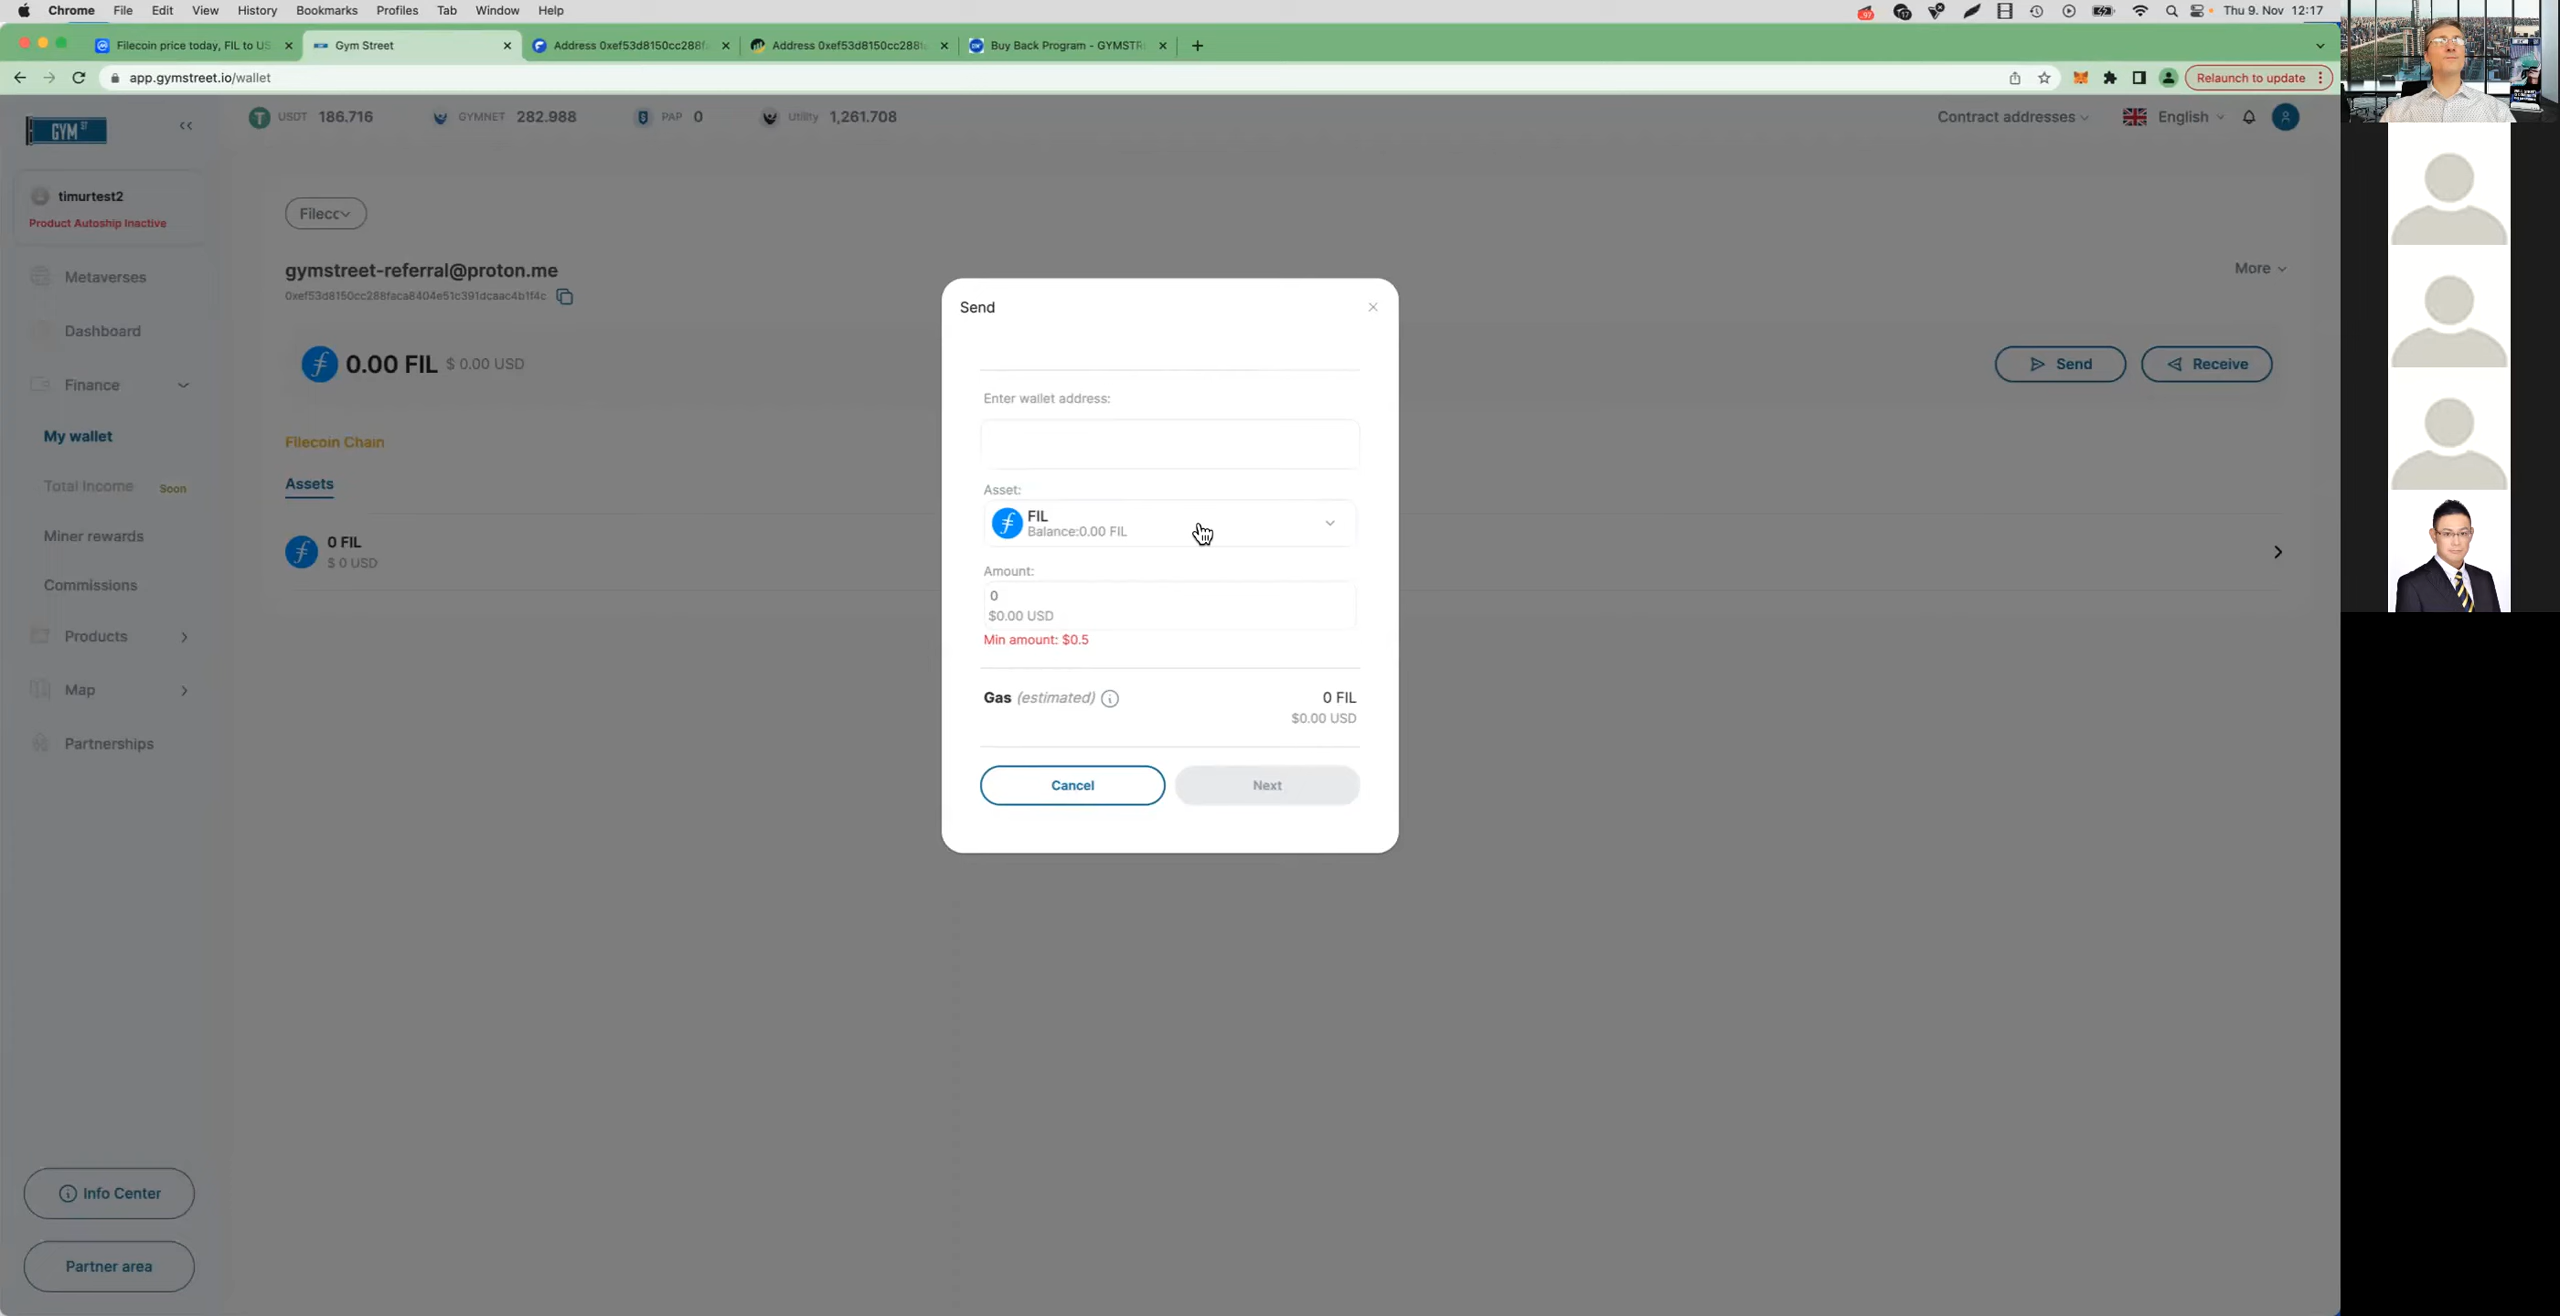 Chrome File Edit View History Bookmarks Profiles Tab Window Help
Thu 9. Nov 12:17
Filecoin price today, FIL to US
Gym Street
Address 0xef53d8150cc288f
Address 0xef53d8150cc288f
Buy Back Program - GYMSTR
app.gymstreet.io/wallet
Relaunch to update
GYM ST
USDT 186.716
GYMNET 282.988
PAP 0
Utility 1,261.708
Contract addresses
English
timurtest2
Product Autoship Inactive
Metaverses
Dashboard
Finance
My wallet
Total Income Soon
Miner rewards
Commissions
Products
Map
Partnerships
Info Center
Partner area
Filecc
gymstreet-referral@proton.me
0xef53d8150cc288faca8404e51c391dcaac4b1f4c
More
0.00 FIL $ 0.00 USD
Send
Receive
Filecoin Chain
Assets
0 FIL
$ 0 USD
Send
Enter wallet address:
Asset:
FIL
Balance:0.00 FIL
Amount:
0
$0.00 USD
Min amount: $0.5
Gas (estimated)
0 FIL
$0.00 USD
Cancel
Next